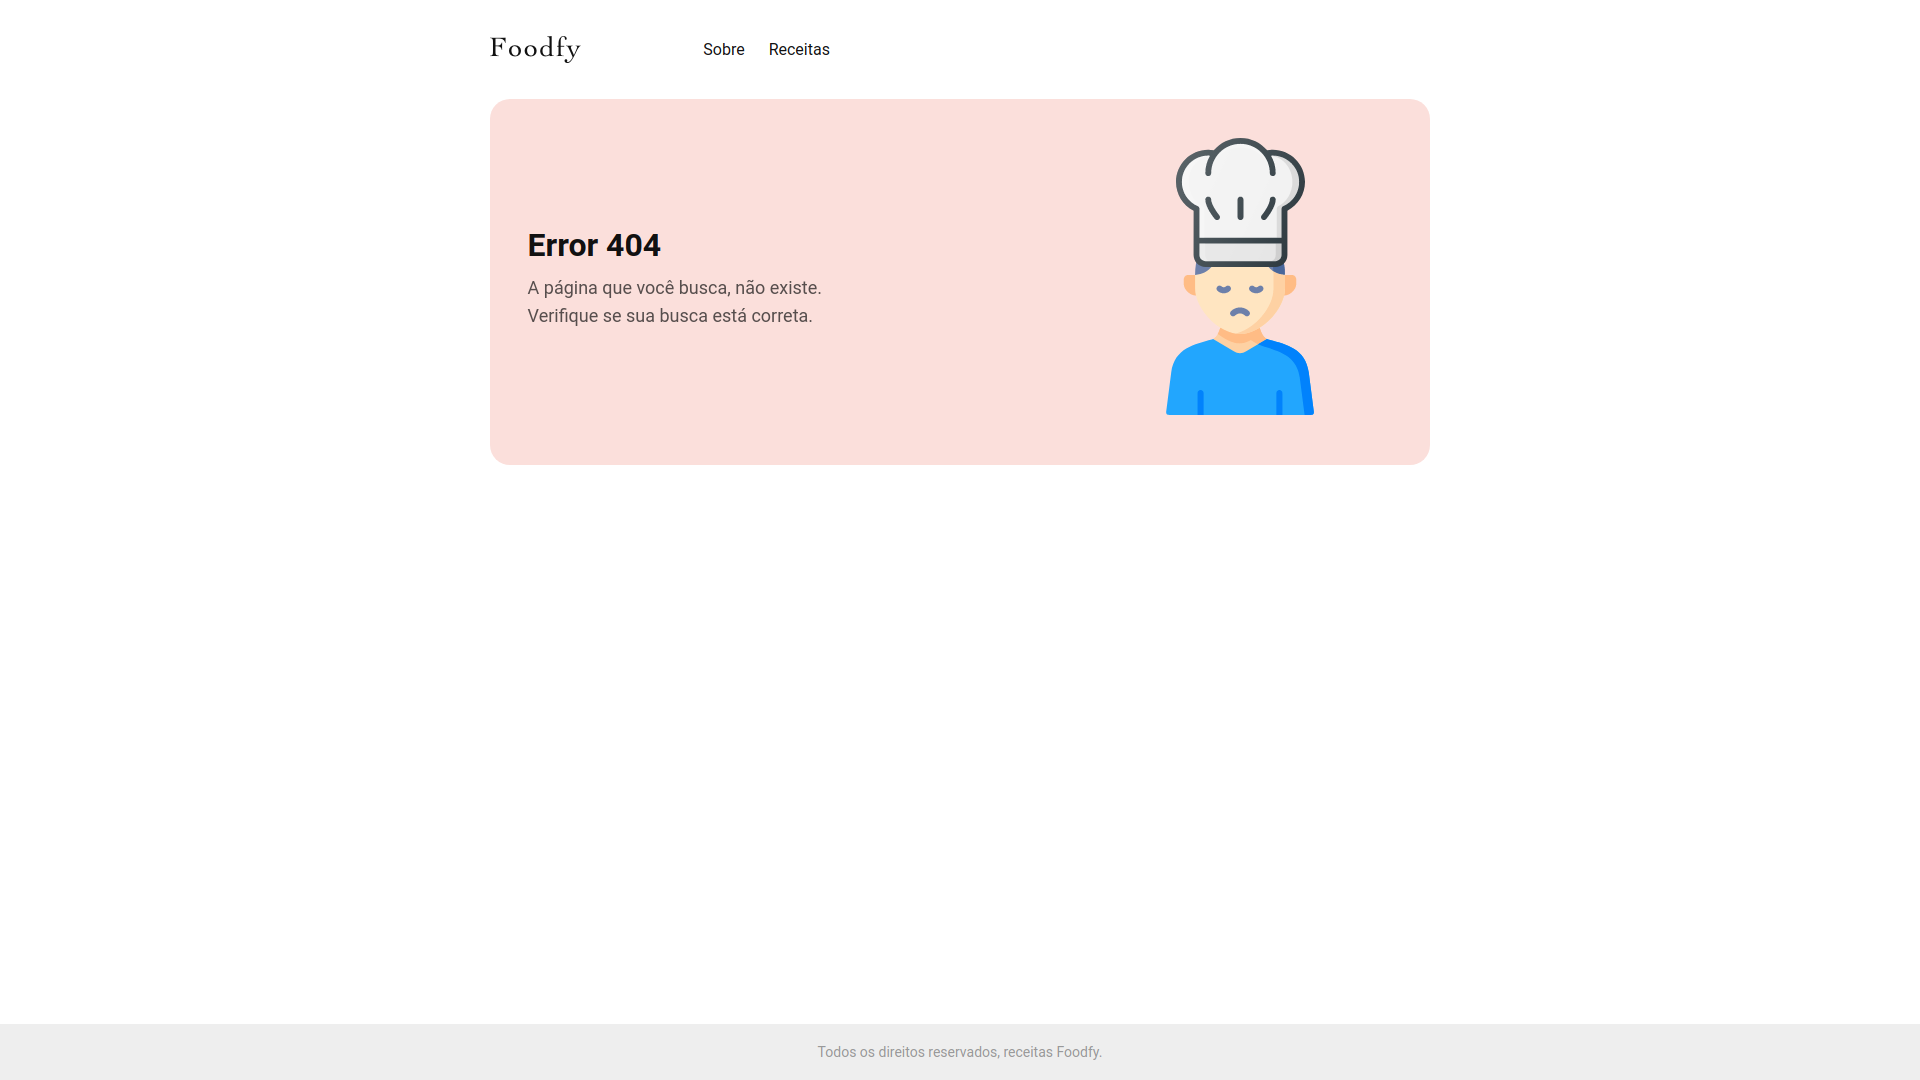 Foodfy
Sobre
Receitas
Error 404
A página que você busca, não existe.
Verifique se sua busca está correta.
Todos os direitos reservados, receitas Foodfy.